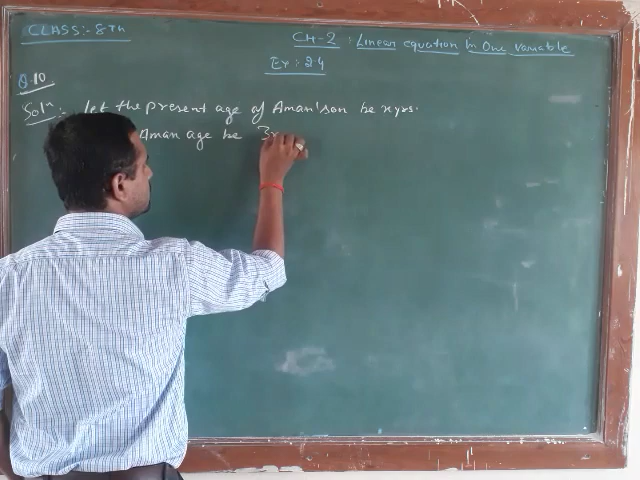 CLASS:- 8TH
CH-2 : Linear equation in one variable
Ex :- 2.4
Q.10
Solⁿ:- let the present age of Aman'son be x yrs.
Aman age be 3x